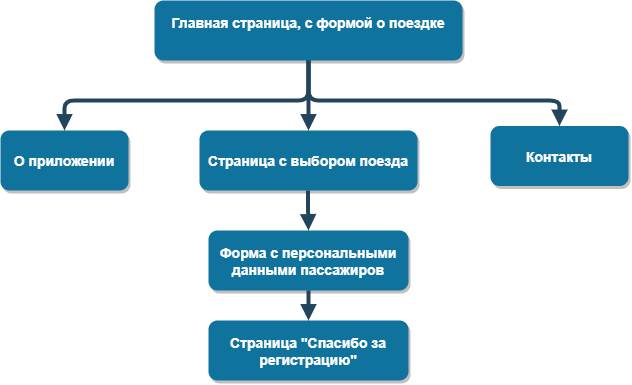 Главная страница, с формой о поездке
О приложении
Страница с выбором поезда
Контакты
Форма с персональными
данными пассажиров
Страница "Спасибо за
регистрацию"